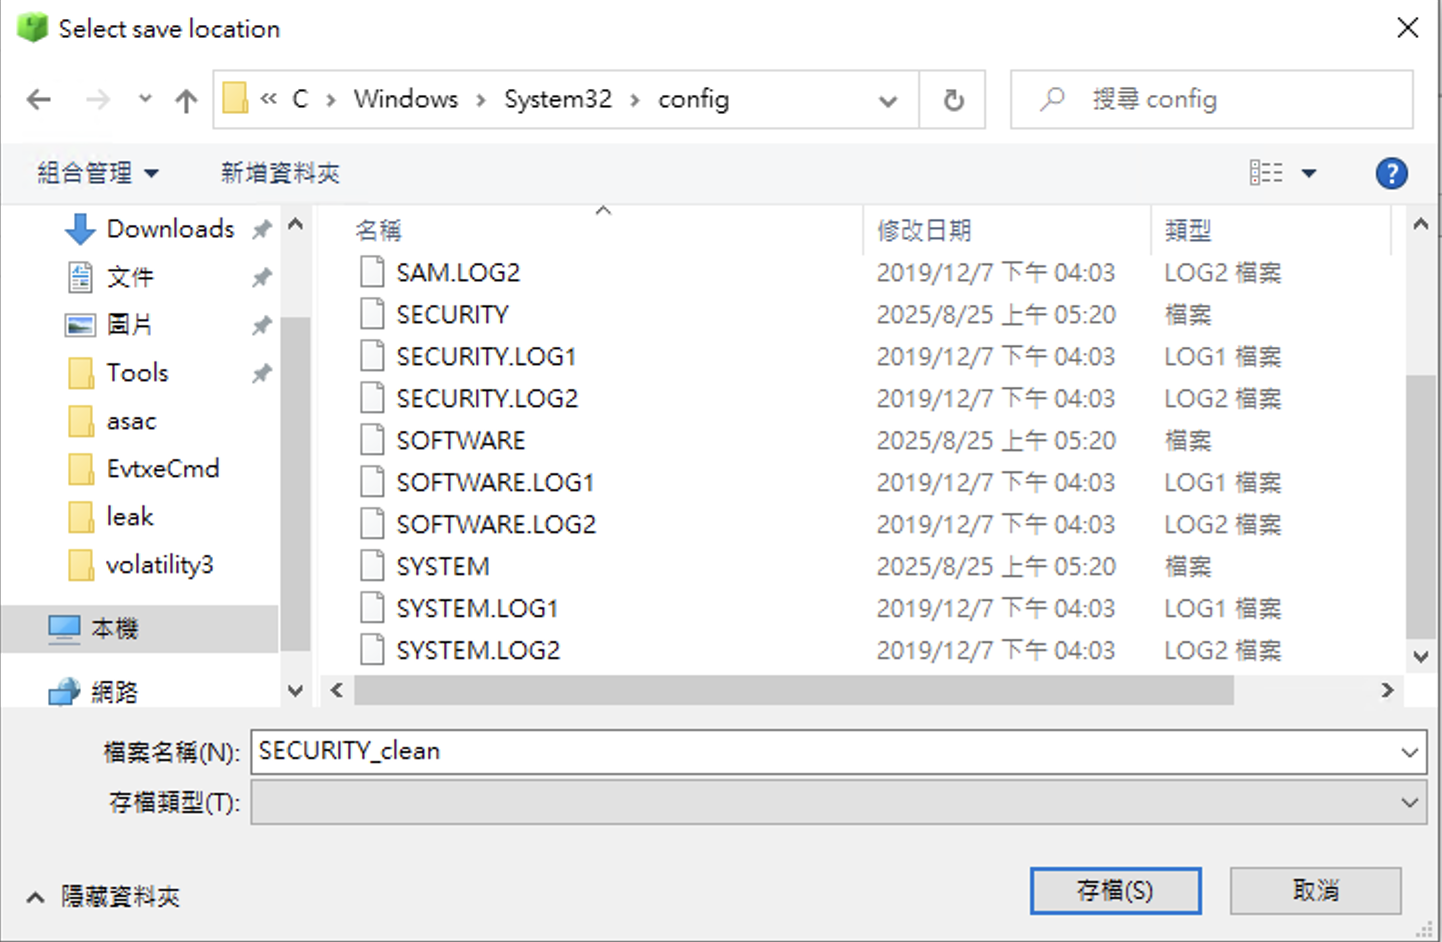 Select save location
« C › Windows › System32 › config
搜尋 config
組合管理
新增資料夾
Downloads
文件
圖片
Tools
asac
EvtxeCmd
leak
volatility3
本機
網路
名稱 修改日期 類型
SAM.LOG2 2019/12/7 下午 04:03 LOG2 檔案
SECURITY 2025/8/25 上午 05:20 檔案
SECURITY.LOG1 2019/12/7 下午 04:03 LOG1 檔案
SECURITY.LOG2 2019/12/7 下午 04:03 LOG2 檔案
SOFTWARE 2025/8/25 上午 05:20 檔案
SOFTWARE.LOG1 2019/12/7 下午 04:03 LOG1 檔案
SOFTWARE.LOG2 2019/12/7 下午 04:03 LOG2 檔案
SYSTEM 2025/8/25 上午 05:20 檔案
SYSTEM.LOG1 2019/12/7 下午 04:03 LOG1 檔案
SYSTEM.LOG2 2019/12/7 下午 04:03 LOG2 檔案
檔案名稱(N): SECURITY_clean
存檔類型(T):
隱藏資料夾
存檔(S)
取消